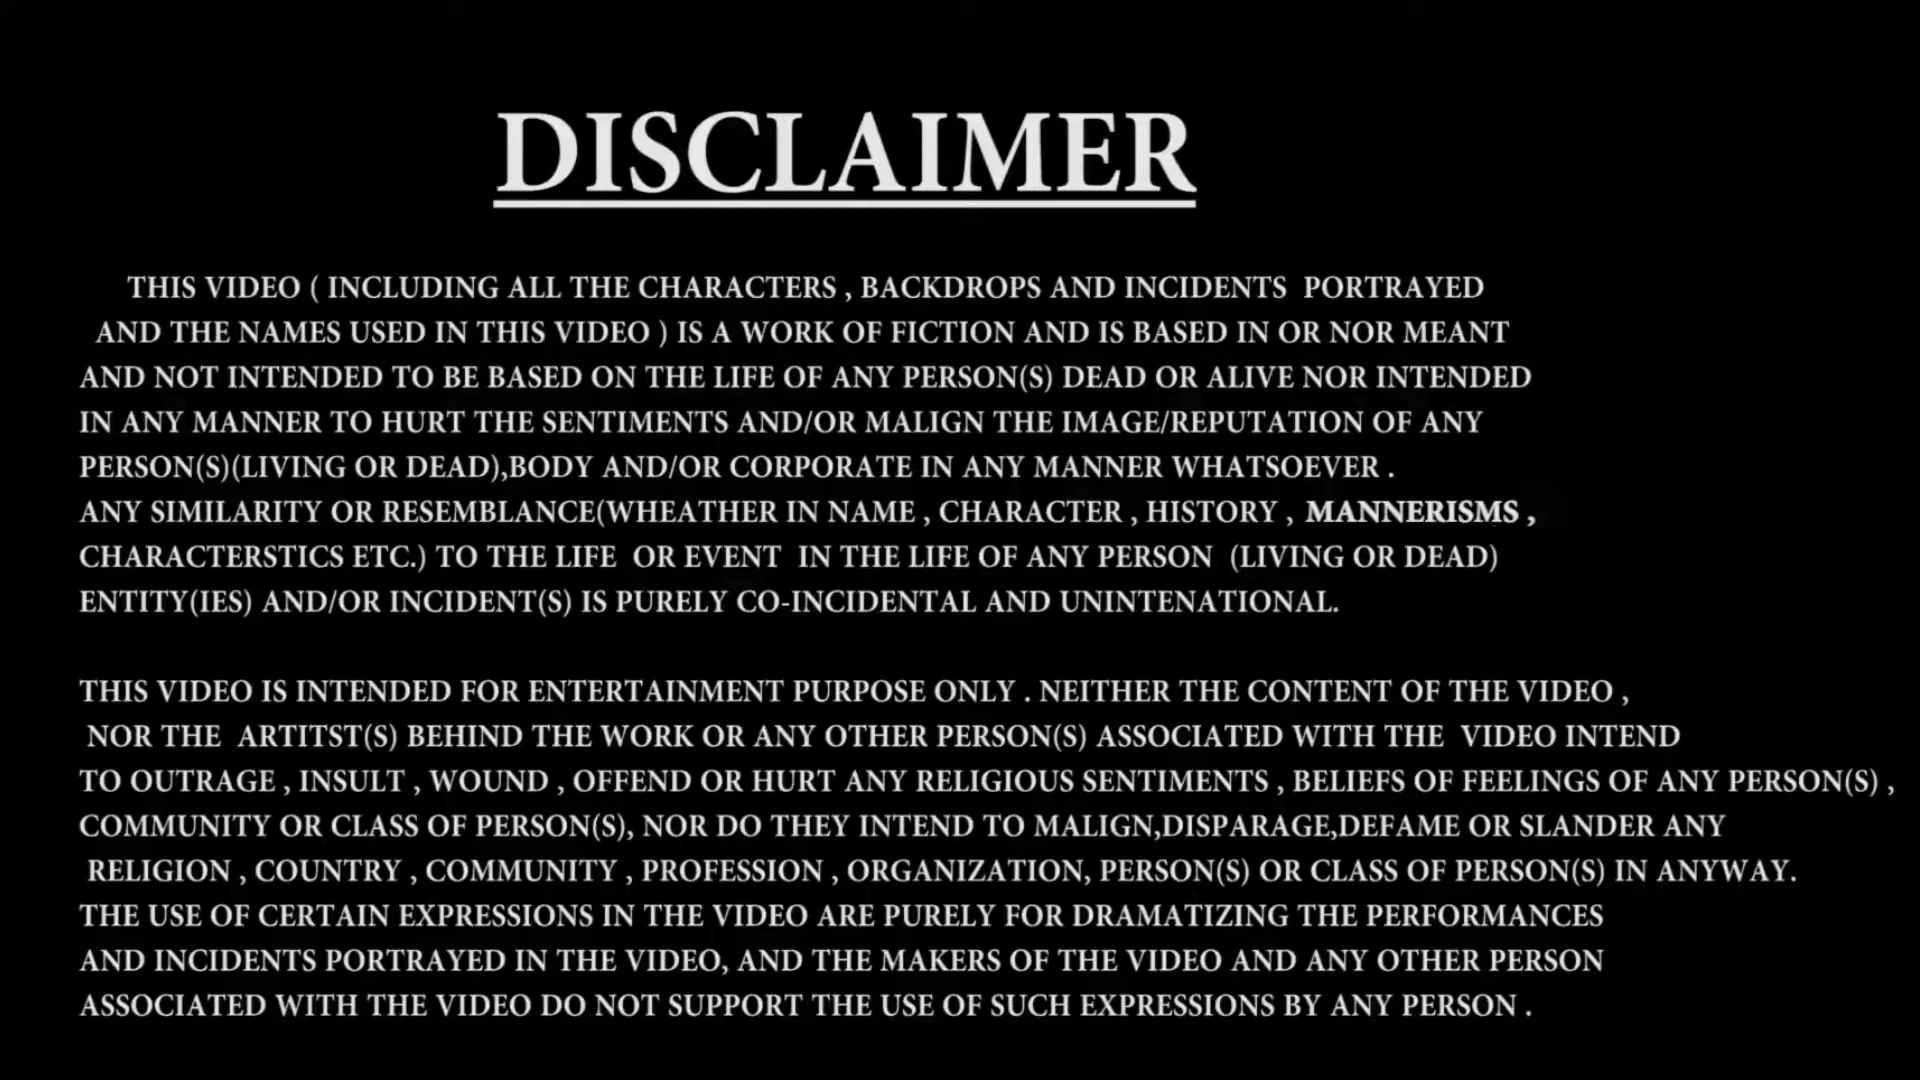 DISCLAIMER
THIS VIDEO ( INCLUDING ALL THE CHARACTERS , BACKDROPS AND INCIDENTS PORTRAYED
AND THE NAMES USED IN THIS VIDEO ) IS A WORK OF FICTION AND IS BASED IN OR NOR MEANT
AND NOT INTENDED TO BE BASED ON THE LIFE OF ANY PERSON(S) DEAD OR ALIVE NOR INTENDED
IN ANY MANNER TO HURT THE SENTIMENTS AND/OR MALIGN THE IMAGE/REPUTATION OF ANY
PERSON(S)(LIVING OR DEAD),BODY AND/OR CORPORATE IN ANY MANNER WHATSOEVER .
ANY SIMILARITY OR RESEMBLANCE(WHEATHER IN NAME , CHARACTER , HISTORY , MANNERISMS ,
CHARACTERSTICS ETC.) TO THE LIFE OR EVENT IN THE LIFE OF ANY PERSON (LIVING OR DEAD)
ENTITY(IES) AND/OR INCIDENT(S) IS PURELY CO-INCIDENTAL AND UNINTENATIONAL.
THIS VIDEO IS INTENDED FOR ENTERTAINMENT PURPOSE ONLY . NEITHER THE CONTENT OF THE VIDEO ,
NOR THE ARTITST(S) BEHIND THE WORK OR ANY OTHER PERSON(S) ASSOCIATED WITH THE VIDEO INTEND
TO OUTRAGE , INSULT , WOUND , OFFEND OR HURT ANY RELIGIOUS SENTIMENTS , BELIEFS OF FEELINGS OF ANY PERSON(S) ,
COMMUNITY OR CLASS OF PERSON(S), NOR DO THEY INTEND TO MALIGN,DISPARAGE,DEFAME OR SLANDER ANY
RELIGION , COUNTRY , COMMUNITY , PROFESSION , ORGANIZATION, PERSON(S) OR CLASS OF PERSON(S) IN ANYWAY.
THE USE OF CERTAIN EXPRESSIONS IN THE VIDEO ARE PURELY FOR DRAMATIZING THE PERFORMANCES
AND INCIDENTS PORTRAYED IN THE VIDEO, AND THE MAKERS OF THE VIDEO AND ANY OTHER PERSON
ASSOCIATED WITH THE VIDEO DO NOT SUPPORT THE USE OF SUCH EXPRESSIONS BY ANY PERSON .